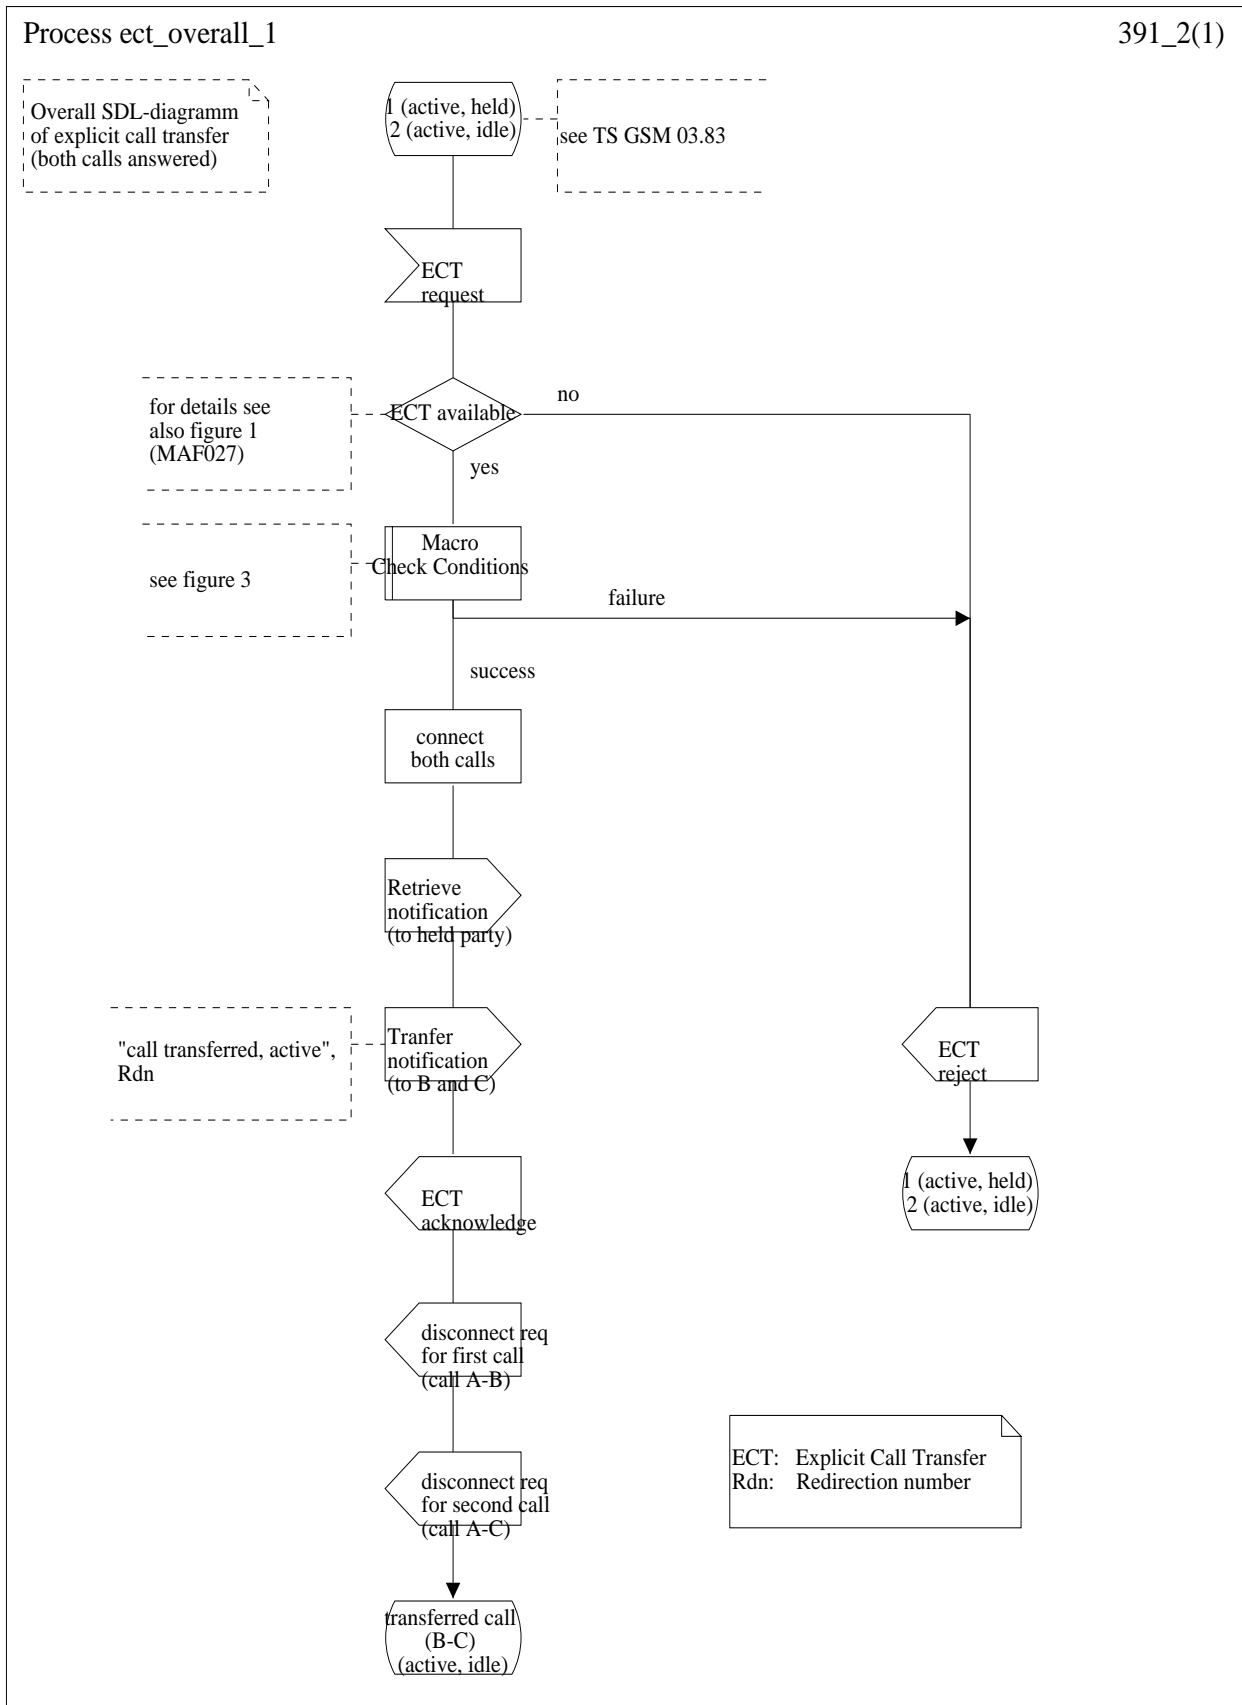 Process ect_overall_1
391_2(1)
Overall SDL-diagramm
of explicit call transfer
(both calls answered)
1 (active, held)
2 (active, idle)
see TS GSM 03.83
ECT
request
for details see
also figure 1
(MAF027)
ECT available
no
yes
see figure 3
Macro
Check Conditions
failure
success
connect
both calls
Retrieve
notification
(to held party)
"call transferred, active",
Rdn
Tranfer
notification
(to B and C)
ECT
reject
ECT
acknowledge
1 (active, held)
2 (active, idle)
disconnect req
for first call
(call A-B)
disconnect req
for second call
(call A-C)
ECT: Explicit Call Transfer
Rdn: Redirection number
transferred call
(B-C)
(active, idle)